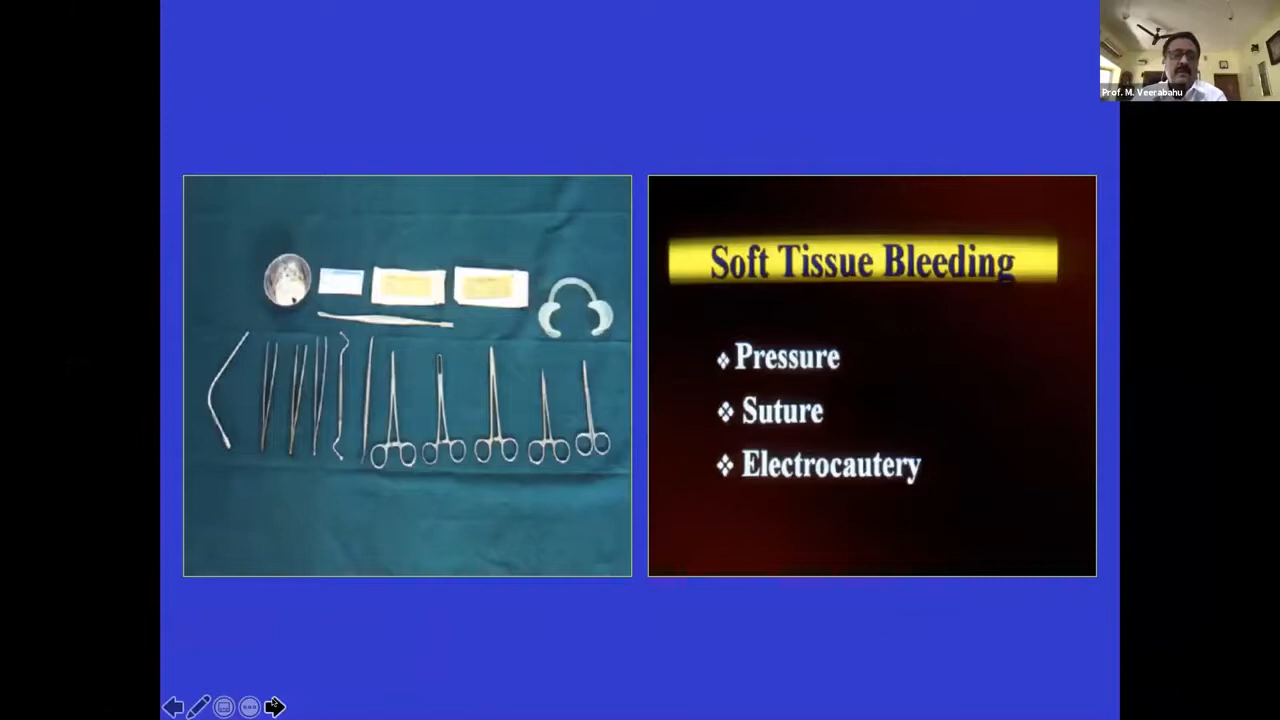 Prof. M. Veerabahu
Soft Tissue Bleeding
Pressure
Suture
Electrocautery